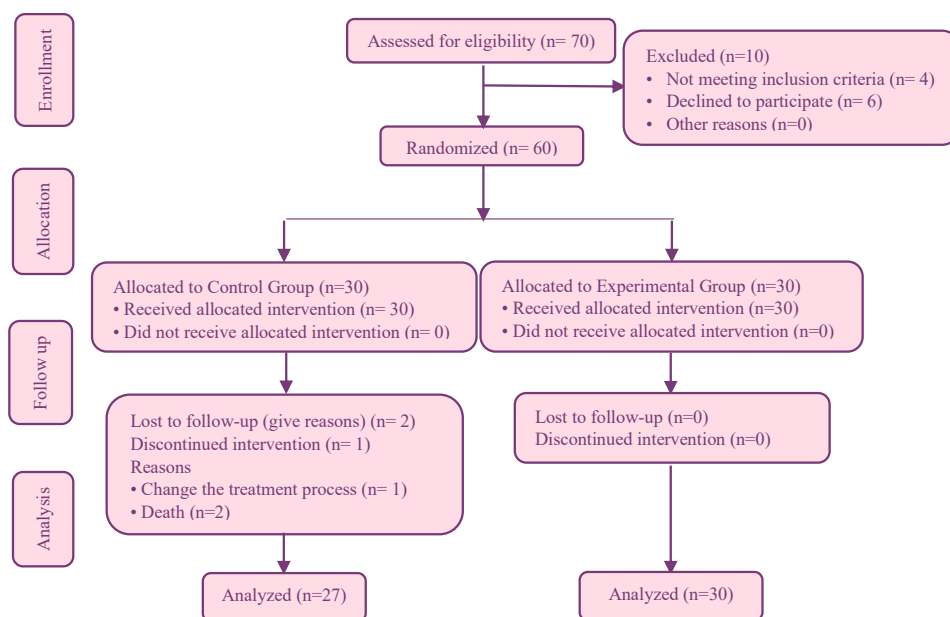 Enrollment
Assessed for eligibility (n= 70)
Excluded (n=10)
• Not meeting inclusion criteria (n= 4)
• Declined to participate (n= 6)
• Other reasons (n=0)
Randomized (n= 60)
Allocation
Allocated to Control Group (n=30)
• Received allocated intervention (n= 30)
• Did not receive allocated intervention (n= 0)
Allocated to Experimental Group (n=30)
• Received allocated intervention (n=30)
• Did not receive allocated intervention (n=0)
Follow up
Lost to follow-up (give reasons) (n= 2)
Discontinued intervention (n= 1)
Reasons
• Change the treatment process (n= 1)
• Death (n=2)
Lost to follow-up (n=0)
Discontinued intervention (n=0)
Analysis
Analyzed (n=27)
Analyzed (n=30)